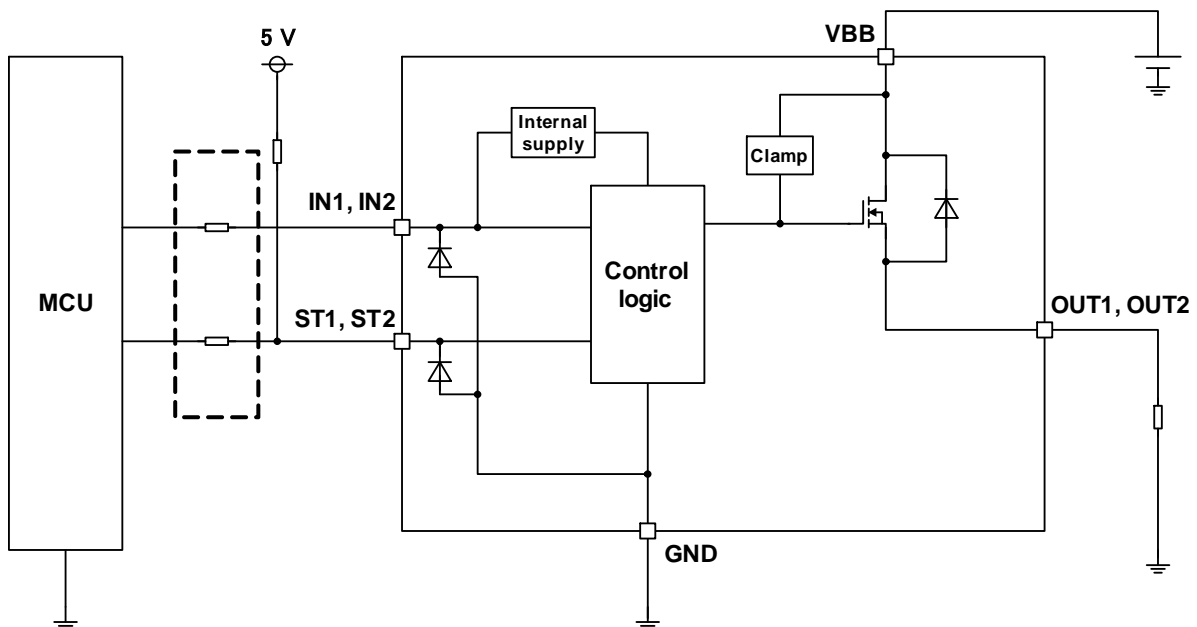 VBB
5 V
Internal
supply
Clamp
IN1, IN2
Control
logic
MCU
ST1, ST2
OUT1, OUT2
GND